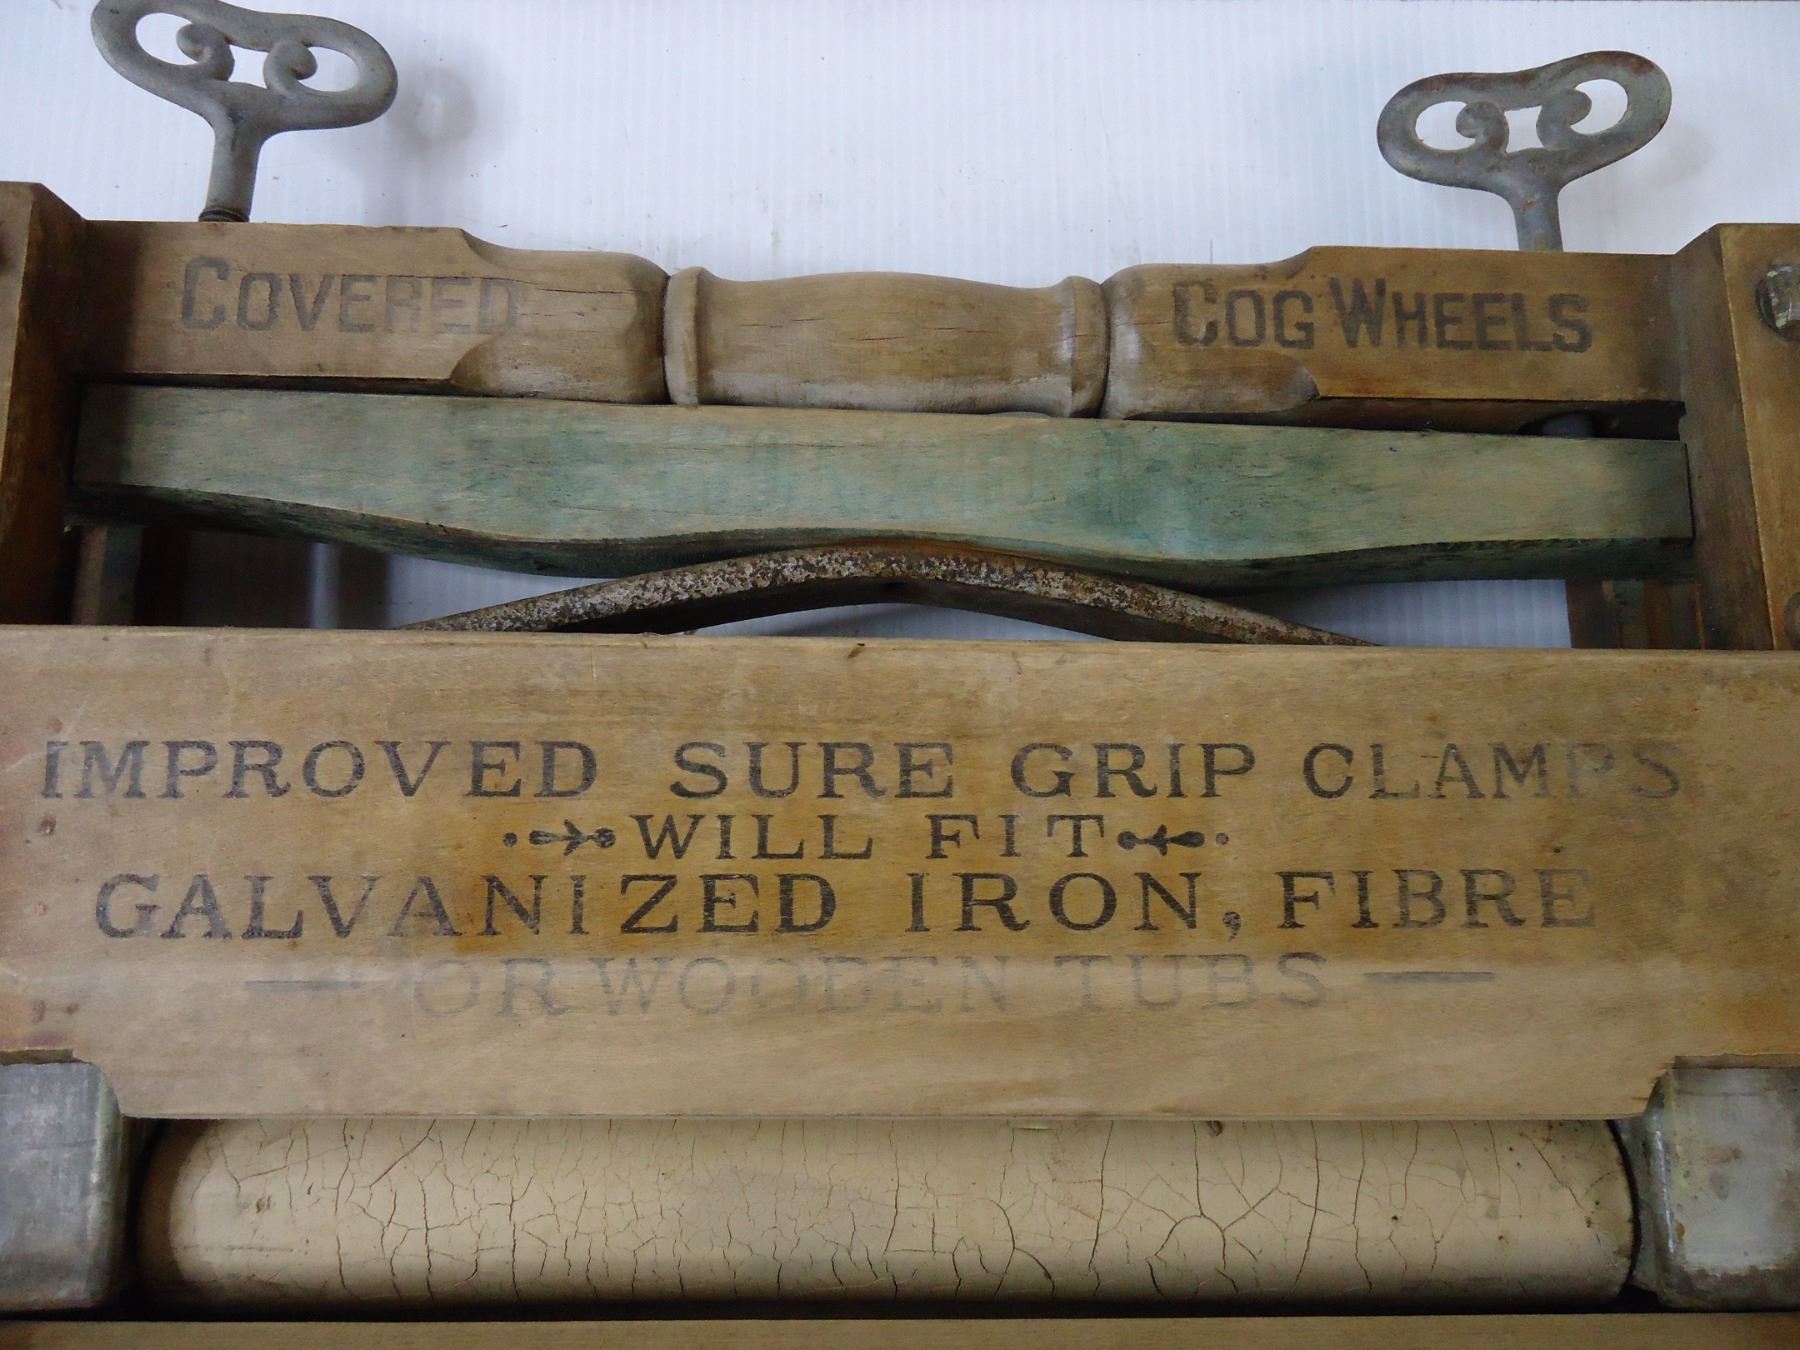 COVERED COG WHEELS
IMPROVED SURE GRIP CLAMPS
WILL FIT
GALVANIZED IRON, FIBRE
— OR WOODEN TUBS —